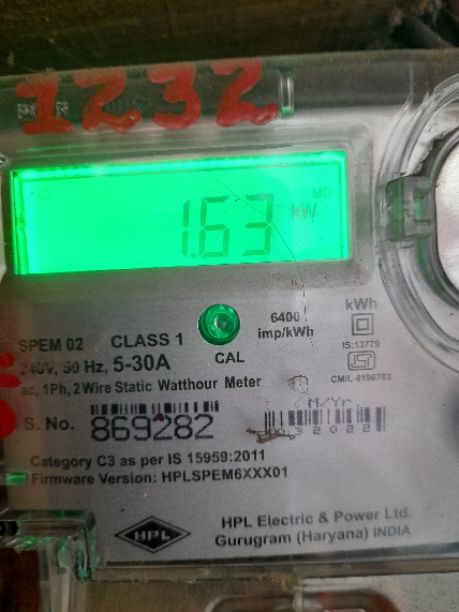 1232
MD
1.63 kW
6400
imp/kWh
kWh
IS:13779
SPEM 02 CLASS 1
CAL
240V, 50 Hz, 5-30A
ac, 1Ph, 2 Wire Static Watthour Meter
CM/L-9190783
M/Yr
S. No. 869282
Category C3 as per IS 15959:2011
Firmware Version: HPLSPEM6XXX01
HPL
HPL Electric & Power Ltd.
Gurugram (Haryana) INDIA